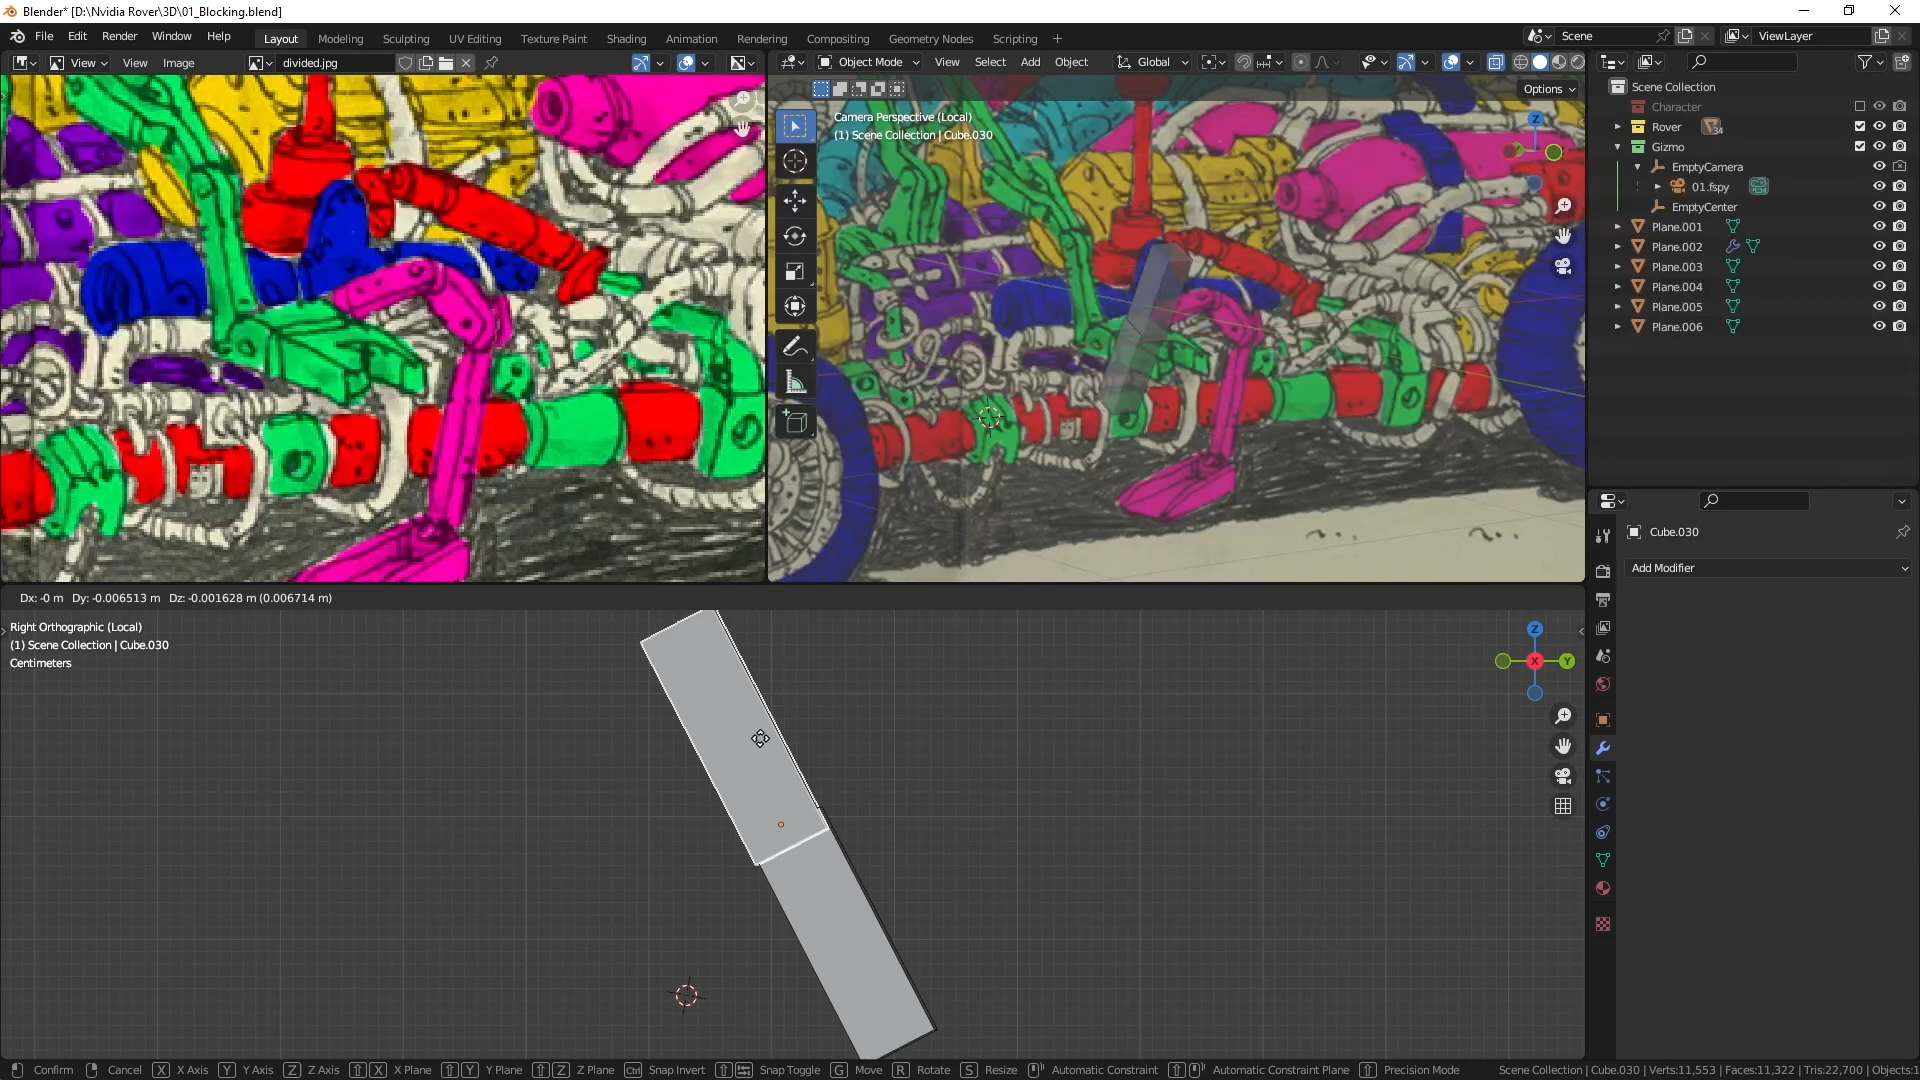 Blender* [D:\Nvidia Rover\3D\01_Blocking.blend]
File Edit Render Window Help
Layout Modeling Sculpting UV Editing Texture Paint Shading Animation Rendering Compositing Geometry Nodes Scripting +
Scene
ViewLayer
View View Image divided.jpg
Object Mode View Select Add Object Global
Options
Camera Perspective (Local)
(1) Scene Collection | Cube.030
Z
Scene Collection
Character
Rover 34
Gizmo
EmptyCamera
01.fspy
EmptyCenter
Plane.001
Plane.002
Plane.003
Plane.004
Plane.005
Plane.006
Cube.030
Add Modifier
Dx: -0 m Dy: -0.006513 m Dz: -0.001628 m (0.006714 m)
Right Orthographic (Local)
(1) Scene Collection | Cube.030
Centimeters
Z
X
Y
Confirm Cancel X X Axis Y Y Axis Z Z Axis X X Plane Y Y Plane Z Z Plane Ctrl Snap Invert Snap Toggle G Move R Rotate S Resize Automatic Constraint Automatic Constraint Plane Precision Mode
Scene Collection | Cube.030 | Verts:11,553 | Faces:11,322 | Tris:22,700 | Objects:1